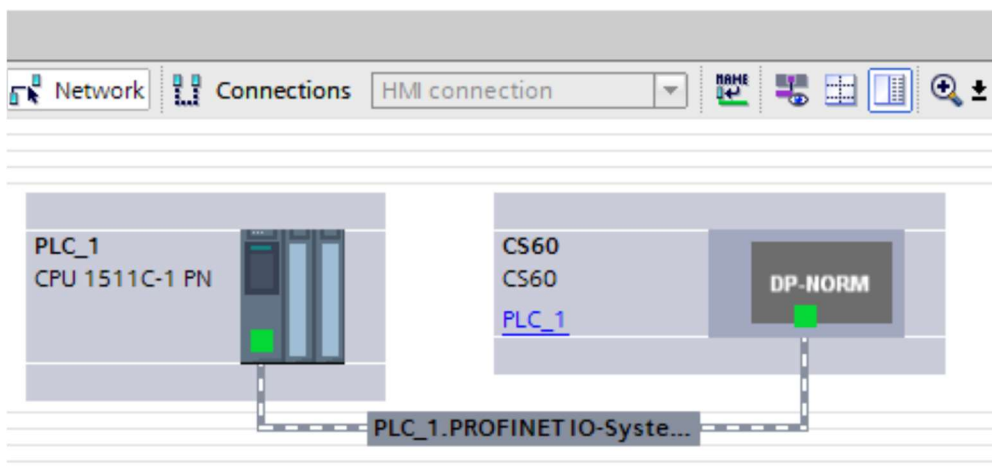 Network Connections HMI connection NAME
PLC_1
CPU 1511C-1 PN
CS60
CS60
PLC_1
DP-NORM
PLC_1.PROFINET IO-Syste...